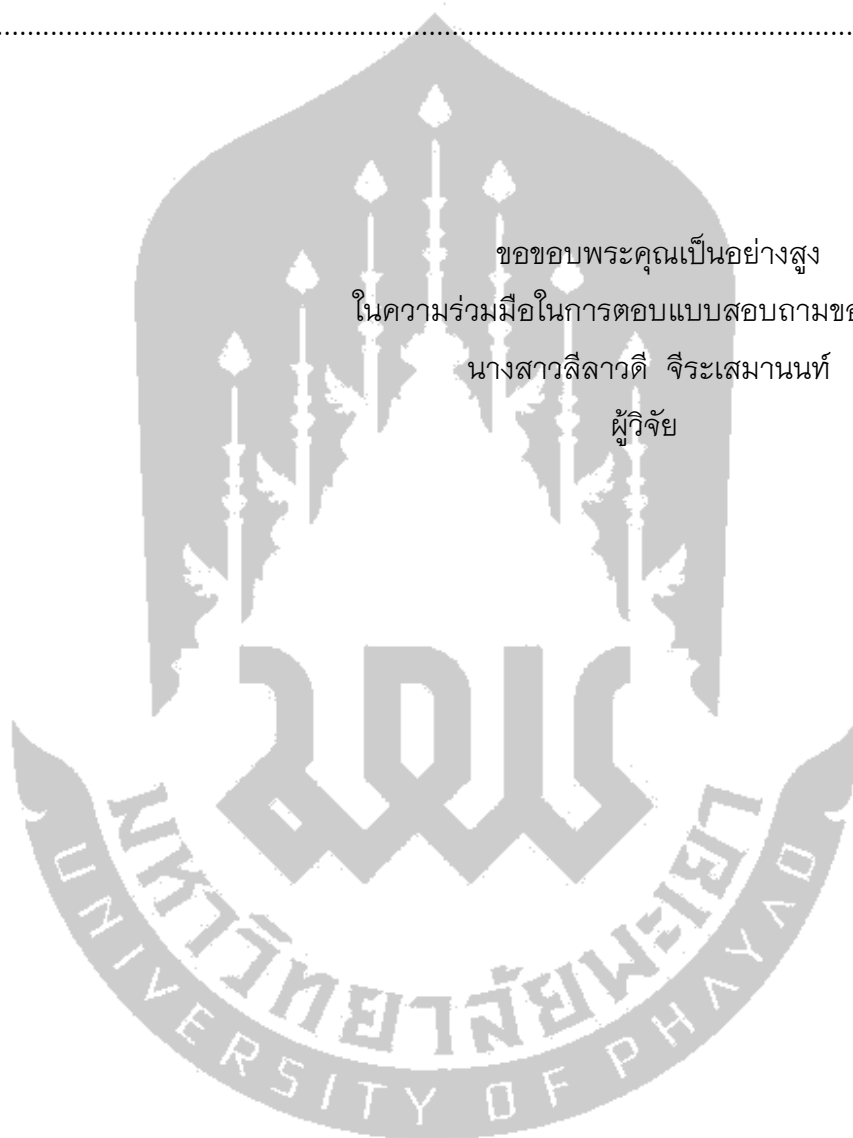 ................................................................................
ขอขอบพระคุณเป็นอย่างสูง
ในความร่วมมือในการตอบแบบสอบถาม
นางสาวลีลาวดี จีระเสมานนท์
ผู้วิจัย
มหาวิทยาลัยพะเยา
UNIVERSITY OF PHAYAO